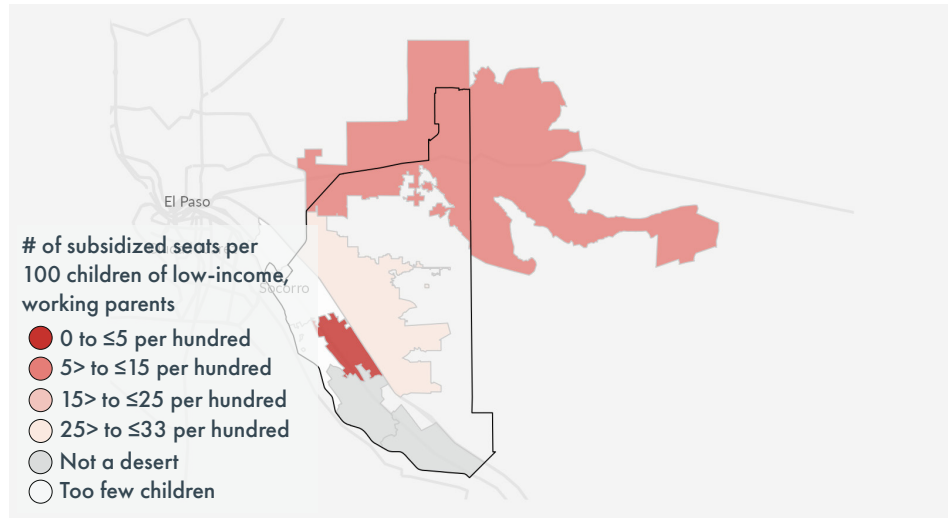 El Paso
# of subsidized seats per
100 children of low-income,
Socorro
working parents
0 to ≤5 per hundred
5> to ≤15 per hundred
15> to ≤25 per hundred
25> to ≤33 per hundred
Not a desert
Too few children